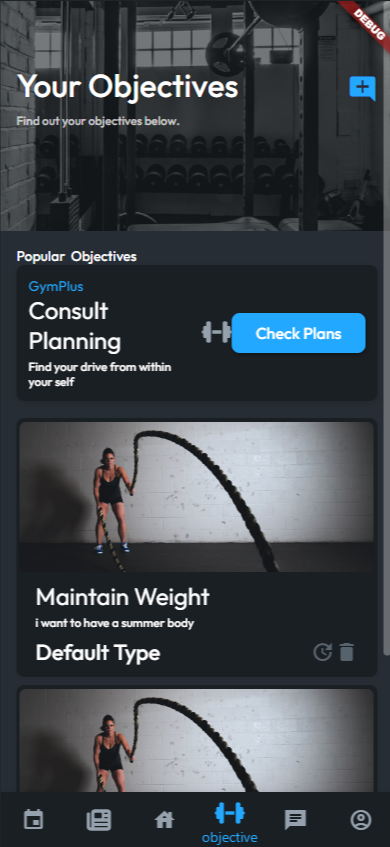 DEBUG
Your Objectives
Find out your objectives below.
Popular Objectives
GymPlus
Consult
Planning
Find your drive from within
your self
Check Plans
Maintain Weight
i want to have a summer body
Default Type
objective